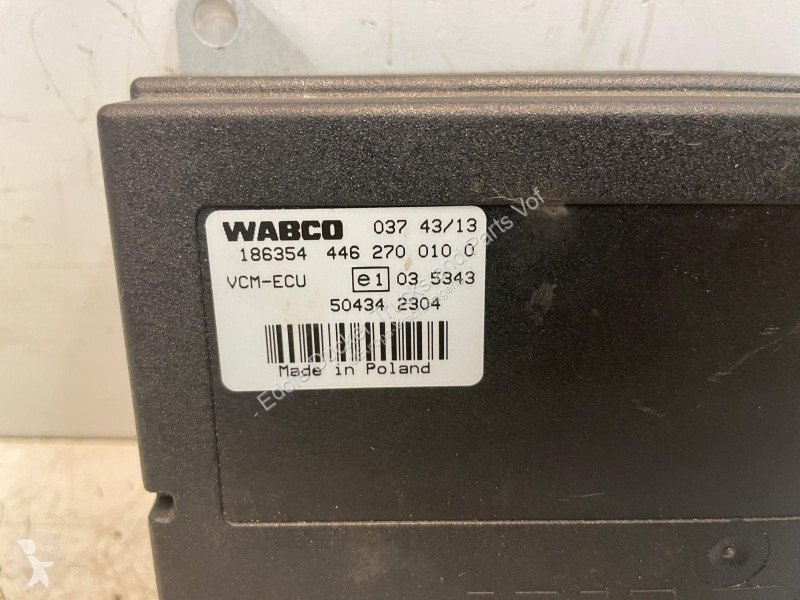 WABCO 037 43/13
186354 446 270 010 0
VCM-ECU e1 03 5343
50434 2304
Made in Poland